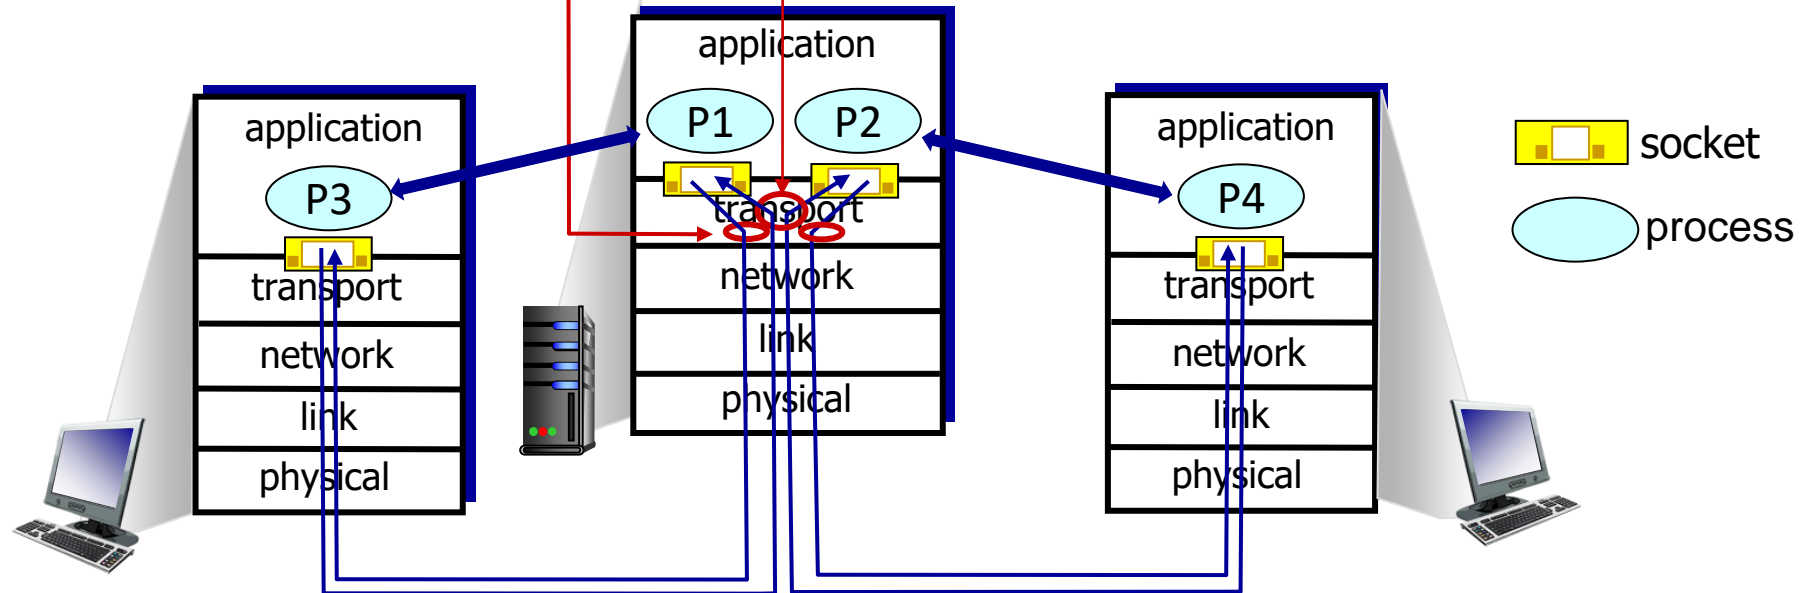 application
P3
transport
network
link
physical
application
P1 P2
transport
network
link
physical
application
P4
transport
network
link
physical
socket
process